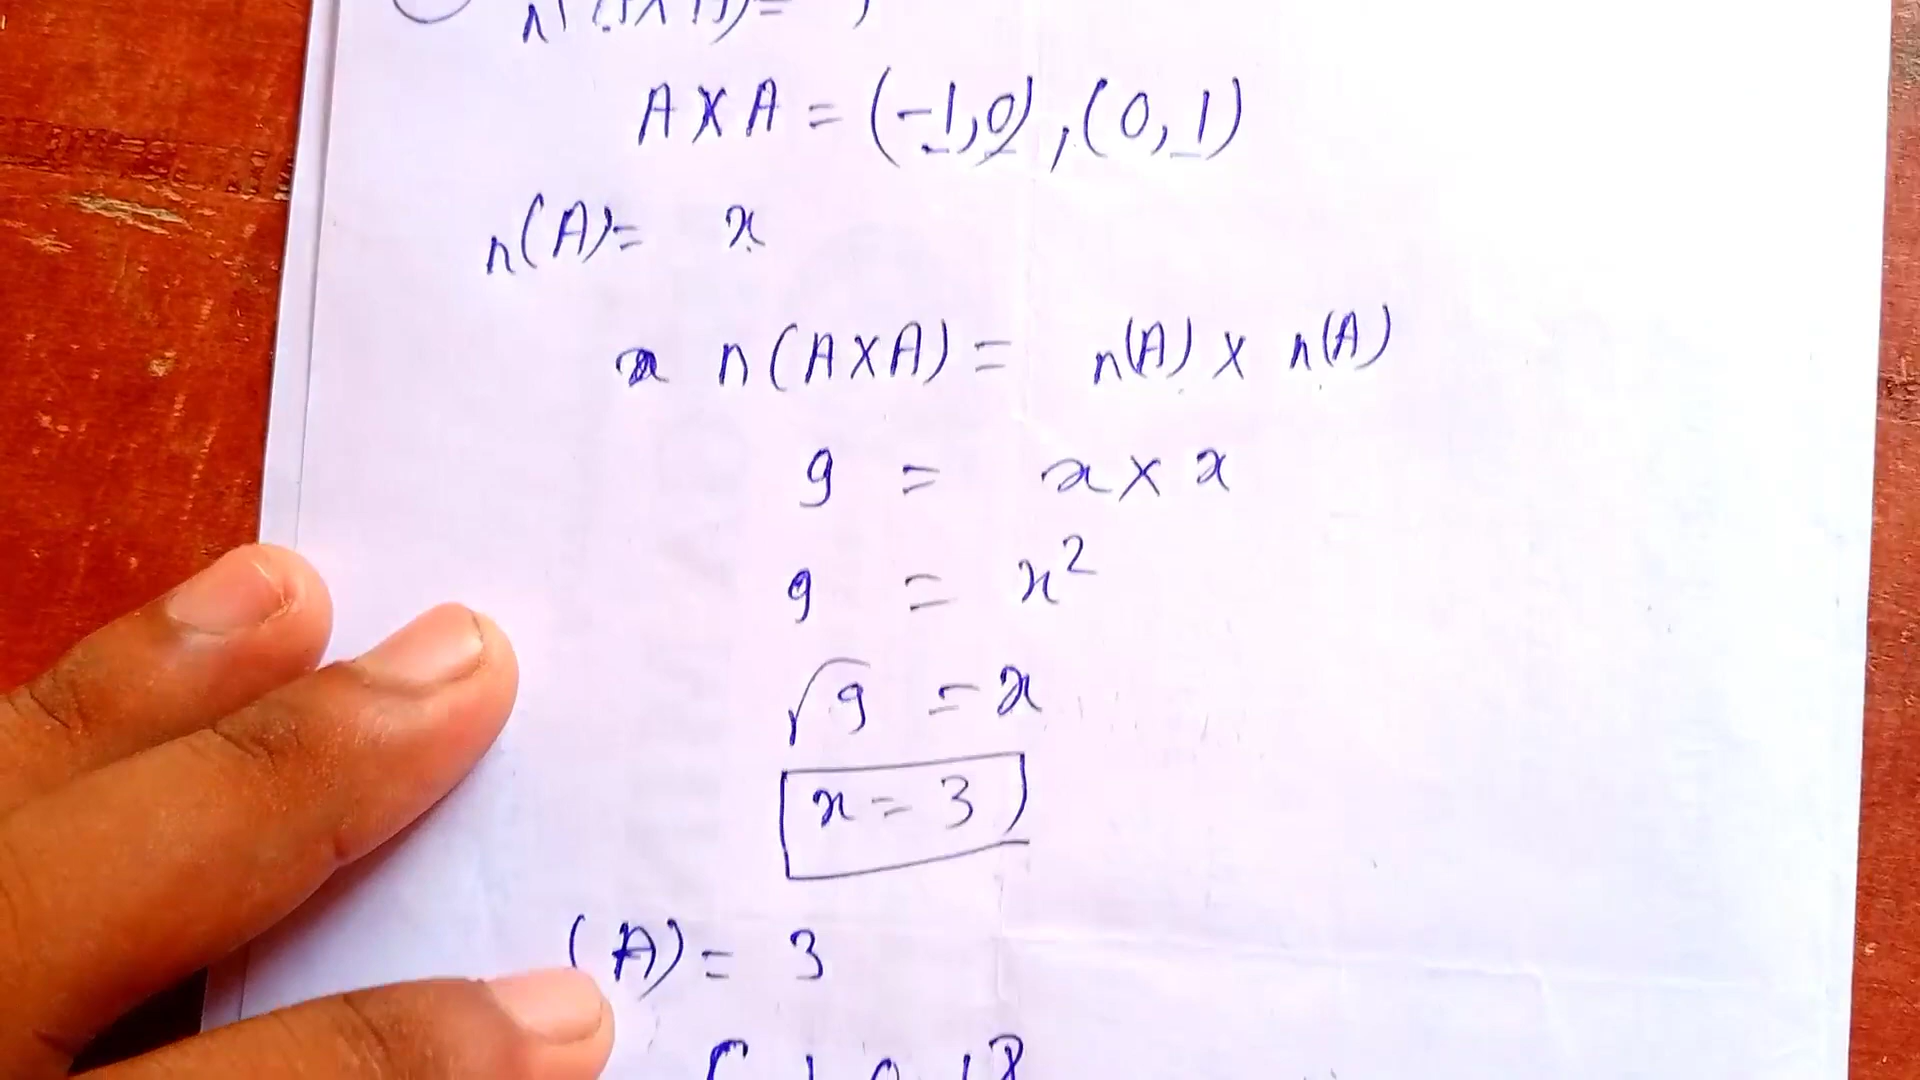 A X A = (-1,0) , (0, 1)
n(A)= x
n (A X A) = n(A) X n(A)
9 = x X x
9 = x²
√9 = x
x = 3
(A) = 3